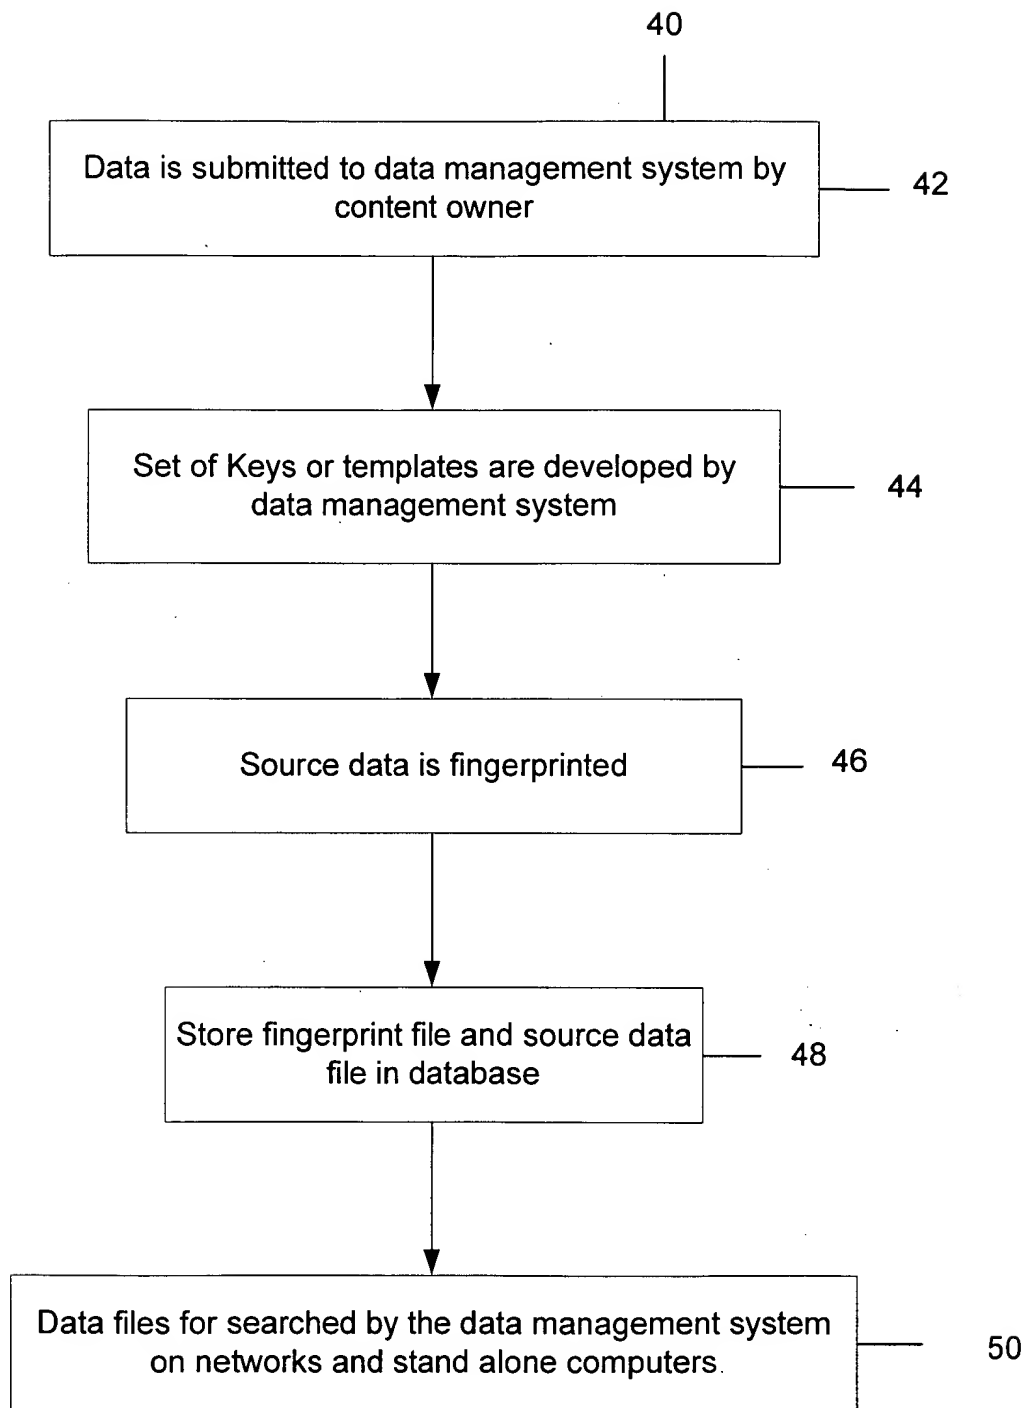 40
Data is submitted to data management system by
content owner
42
Set of Keys or templates are developed by
data management system
44
Source data is fingerprinted
46
Store fingerprint file and source data
file in database
48
Data files for searched by the data management system
on networks and stand alone computers.
50